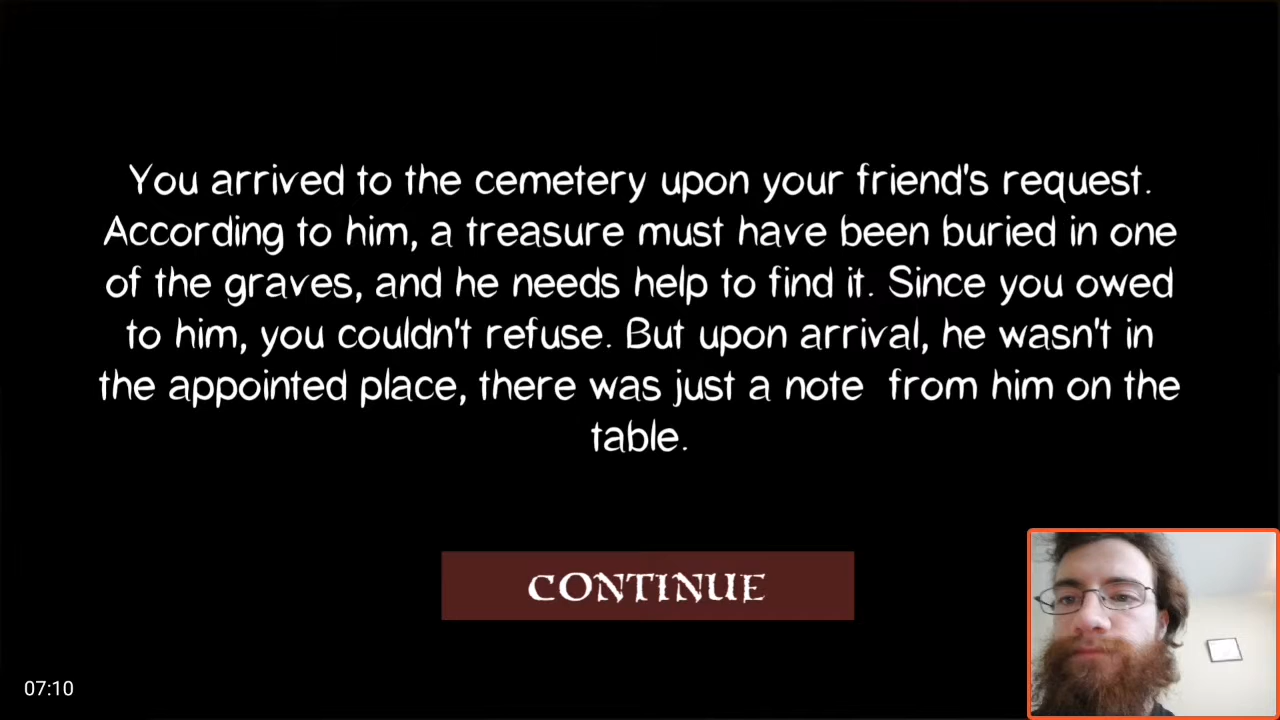 You arrived to the cemetery upon your friend's request.
According to him, a treasure must have been buried in one
of the graves, and he needs help to find it. Since you owed
to him, you couldn't refuse. But upon arrival, he wasn't in
the appointed place, there was just a note  from him on the
table.
CONTINUE
07:10